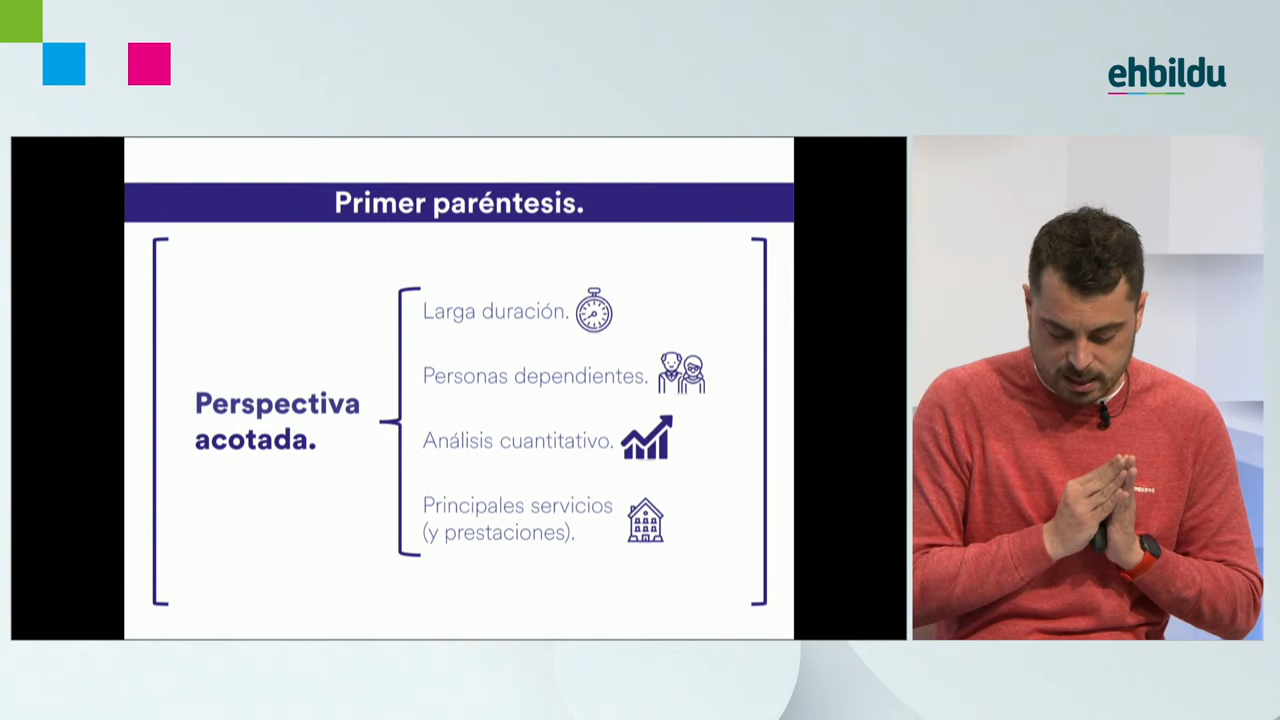 ehbildu
Primer paréntesis.
Perspectiva
acotada.
Larga duración.
Personas dependientes.
Análisis cuantitativo.
Principales servicios
(y prestaciones).